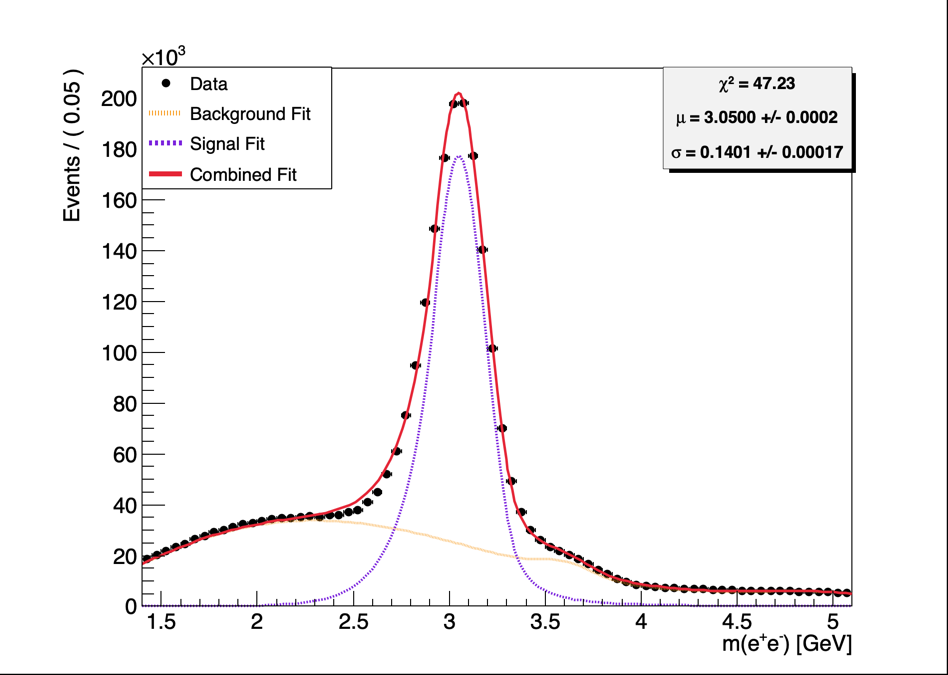 ×10³
Events / ( 0.05 )
Data
Background Fit
Signal Fit
Combined Fit
χ² = 47.23
μ = 3.0500 +/- 0.0002
σ = 0.1401 +/- 0.00017
200
180
160
140
120
100
80
60
40
20
0
1.5 2 2.5 3 3.5 4 4.5 5
m(e⁺e⁻) [GeV]